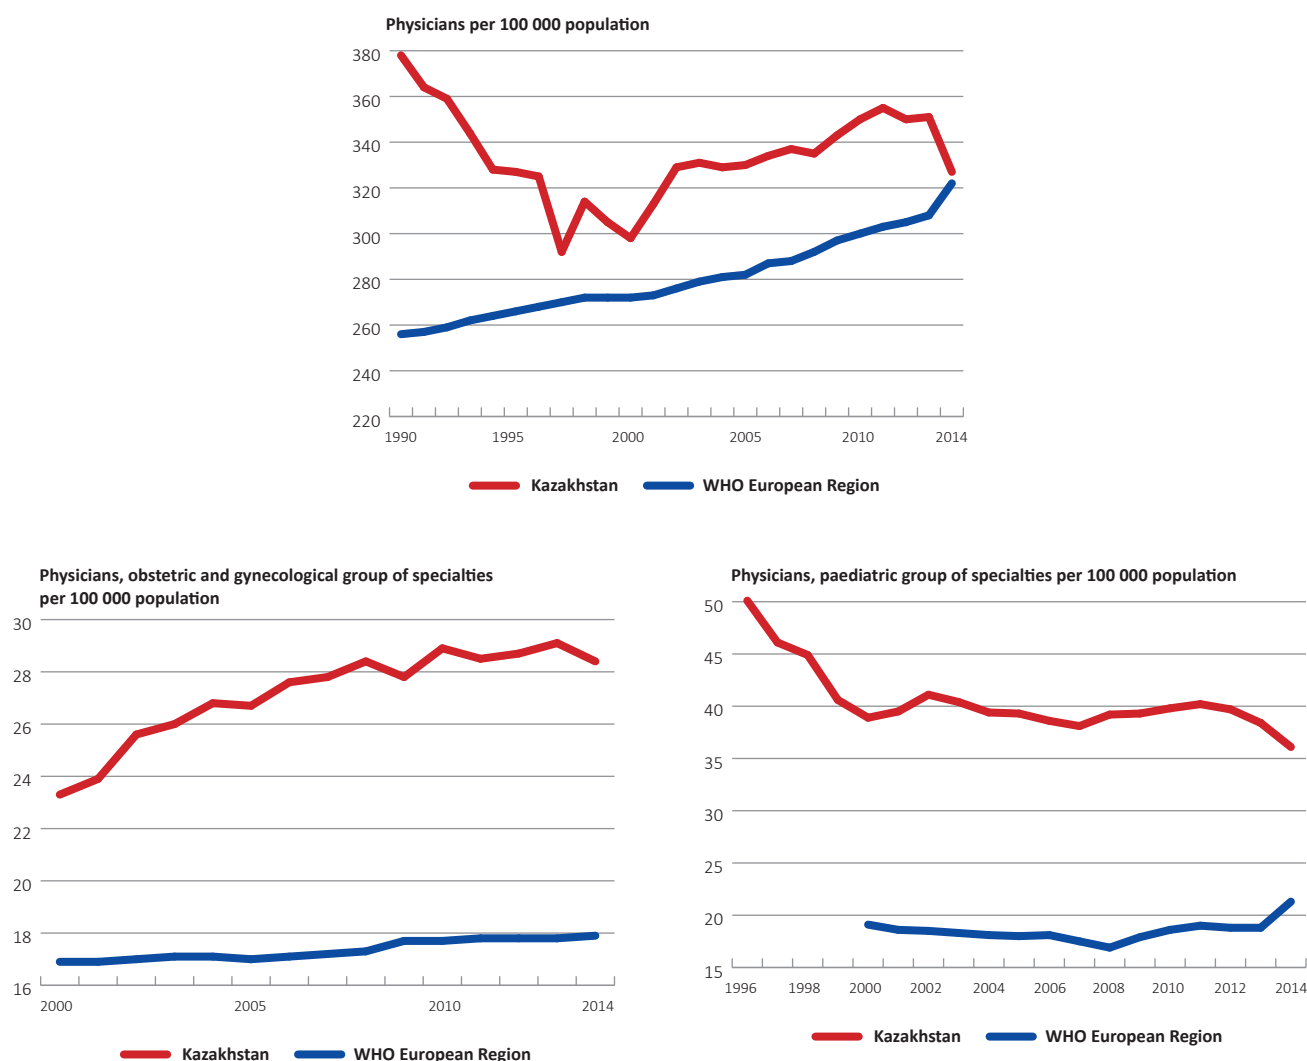 Physicians per 100 000 population
380
360
340
320
300
280
260
240
220
1990 1995 2000 2005 2010 2014
Kazakhstan WHO European Region
Physicians, obstetric and gynecological group of specialties
per 100 000 population
30
28
26
24
22
20
18
16
2000 2005 2010 2014
Kazakhstan WHO European Region
Physicians, paediatric group of specialties per 100 000 population
50
45
40
35
30
25
20
15
1996 1998 2000 2002 2004 2006 2008 2010 2012 2014
Kazakhstan WHO European Region